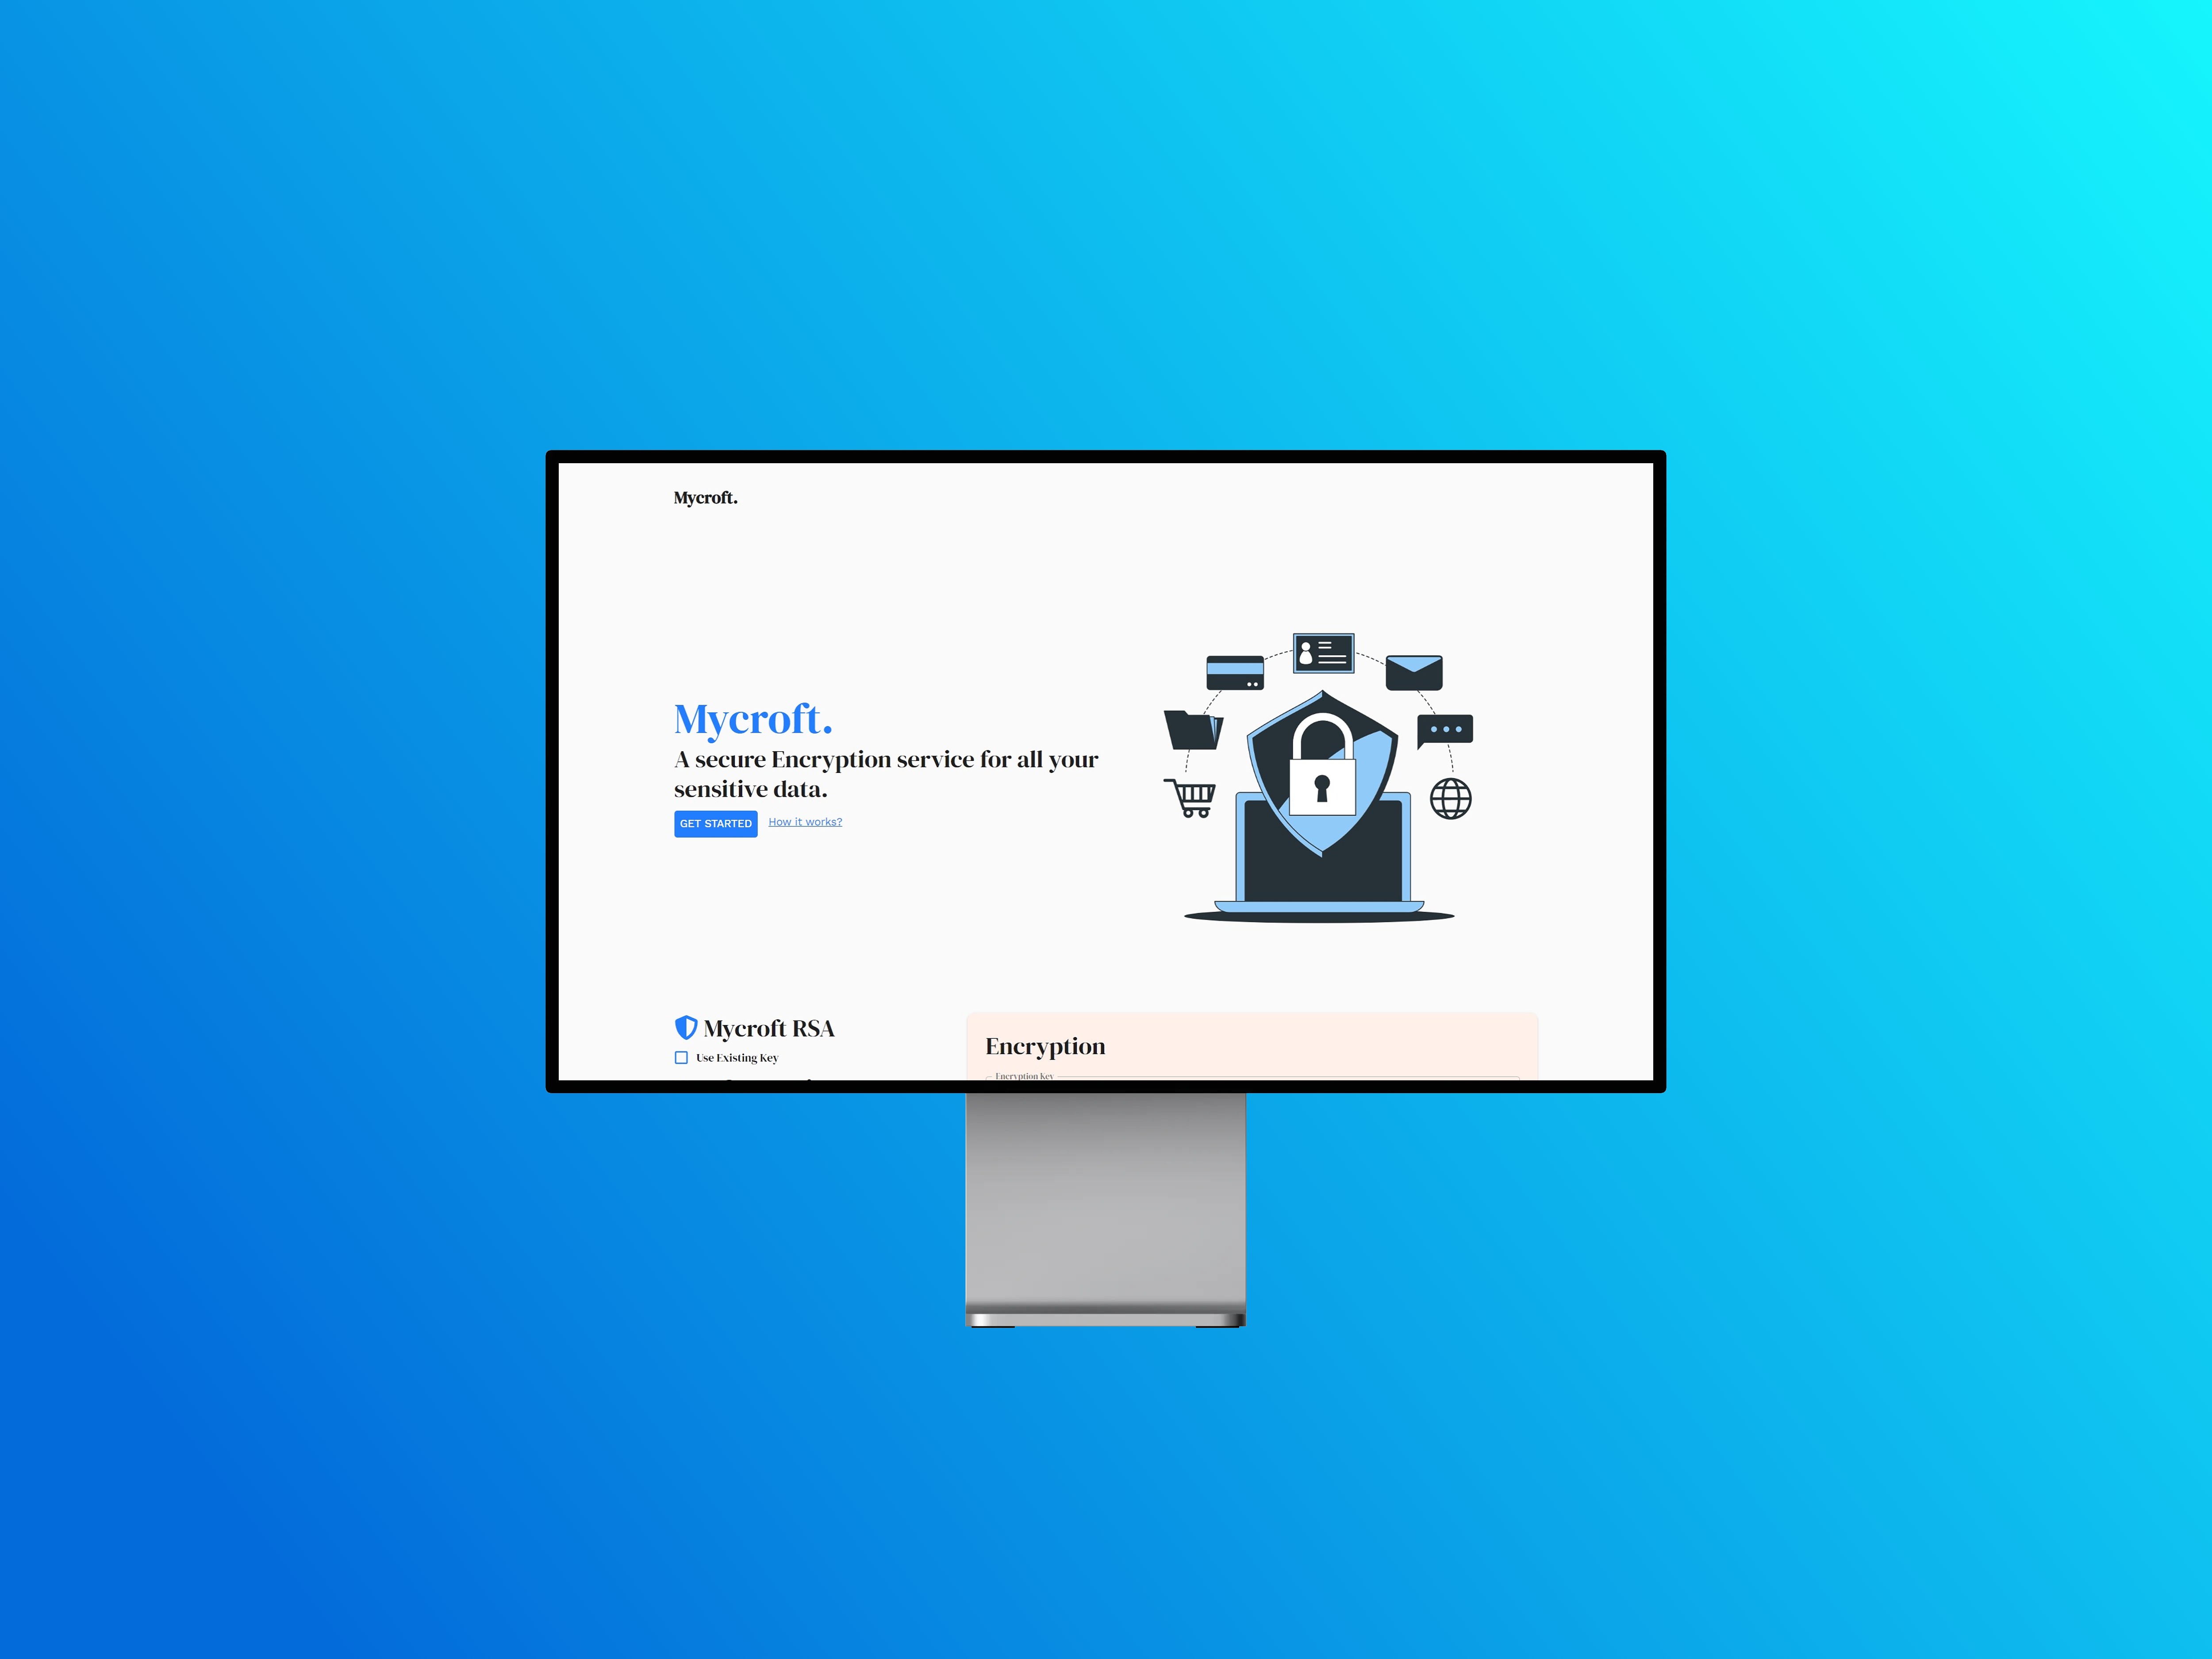 Mycroft.
Mycroft.
A secure Encryption service for all your
sensitive data.
GET STARTED
How it works?
Mycroft RSA
Use Existing Key
Encryption
Encryption Key